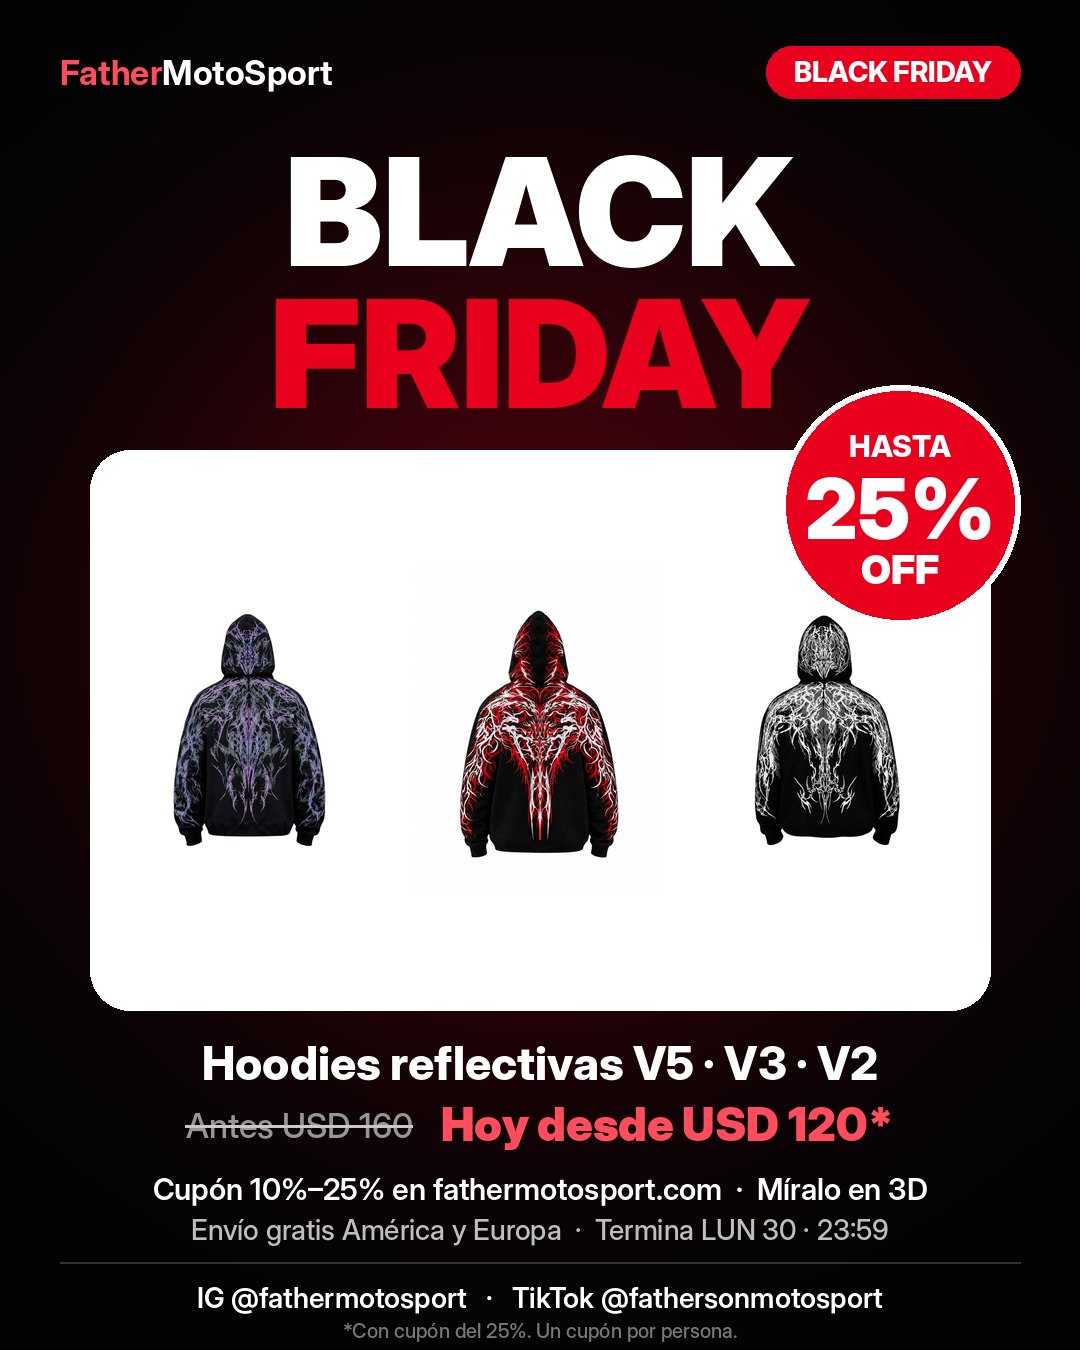 FatherMotoSport
BLACK FRIDAY
BLACK
FRIDAY
HASTA
25%
OFF
Hoodies reflectivas V5 · V3 · V2
Antes USD 160 Hoy desde USD 120*
Cupón 10%–25% en fathermotosport.com · Míralo en 3D
Envío gratis América y Europa · Termina LUN 30 · 23:59
IG @fathermotosport · TikTok @fathersonmotosport
*Con cupón del 25%. Un cupón por persona.